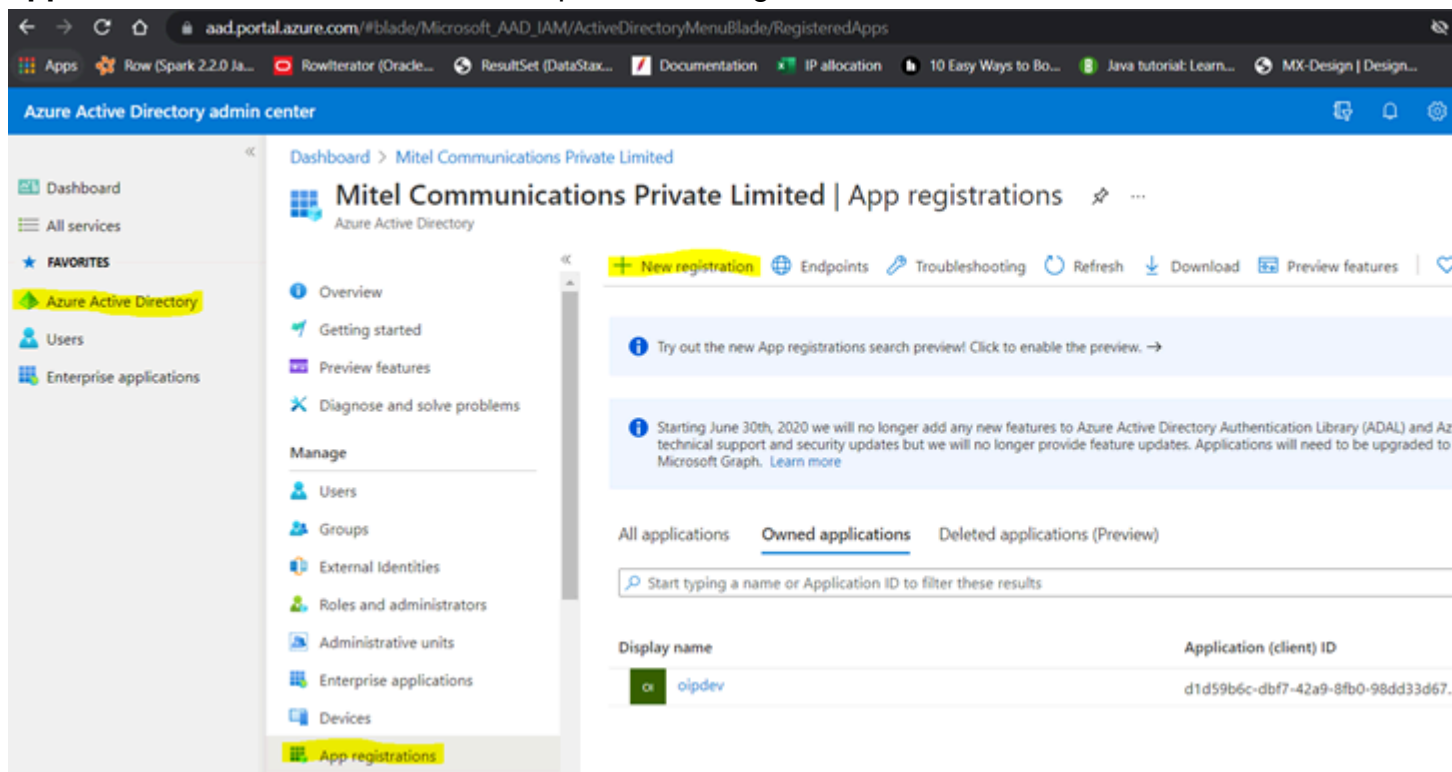 aad.portal.azure.com/#blade/Microsoft_AAD_IAM/ActiveDirectoryMenuBlade/RegisteredApps
Apps Row (Spark 2.2.0 Ja... RowIterator (Oracle... ResultSet (DataStax... Documentation IP allocation 10 Easy Ways to Bo... Java tutorial: Learn... MX-Design | Design...
Azure Active Directory admin center
Dashboard
All services
FAVORITES
Azure Active Directory
Users
Enterprise applications
Dashboard > Mitel Communications Private Limited
Mitel Communications Private Limited | App registrations ...
Azure Active Directory
Overview
Getting started
Preview features
Diagnose and solve problems
Manage
Users
Groups
External Identities
Roles and administrators
Administrative units
Enterprise applications
Devices
App registrations
New registration Endpoints Troubleshooting Refresh Download Preview features
Try out the new App registrations search preview! Click to enable the preview. →
Starting June 30th, 2020 we will no longer add any new features to Azure Active Directory Authentication Library (ADAL) and Az
technical support and security updates but we will no longer provide feature updates. Applications will need to be upgraded to
Microsoft Graph. Learn more
All applications Owned applications Deleted applications (Preview)
Start typing a name or Application ID to filter these results
Display name Application (client) ID
OI oipdev d1d59b6c-dbf7-42a9-8fb0-98dd33d67...